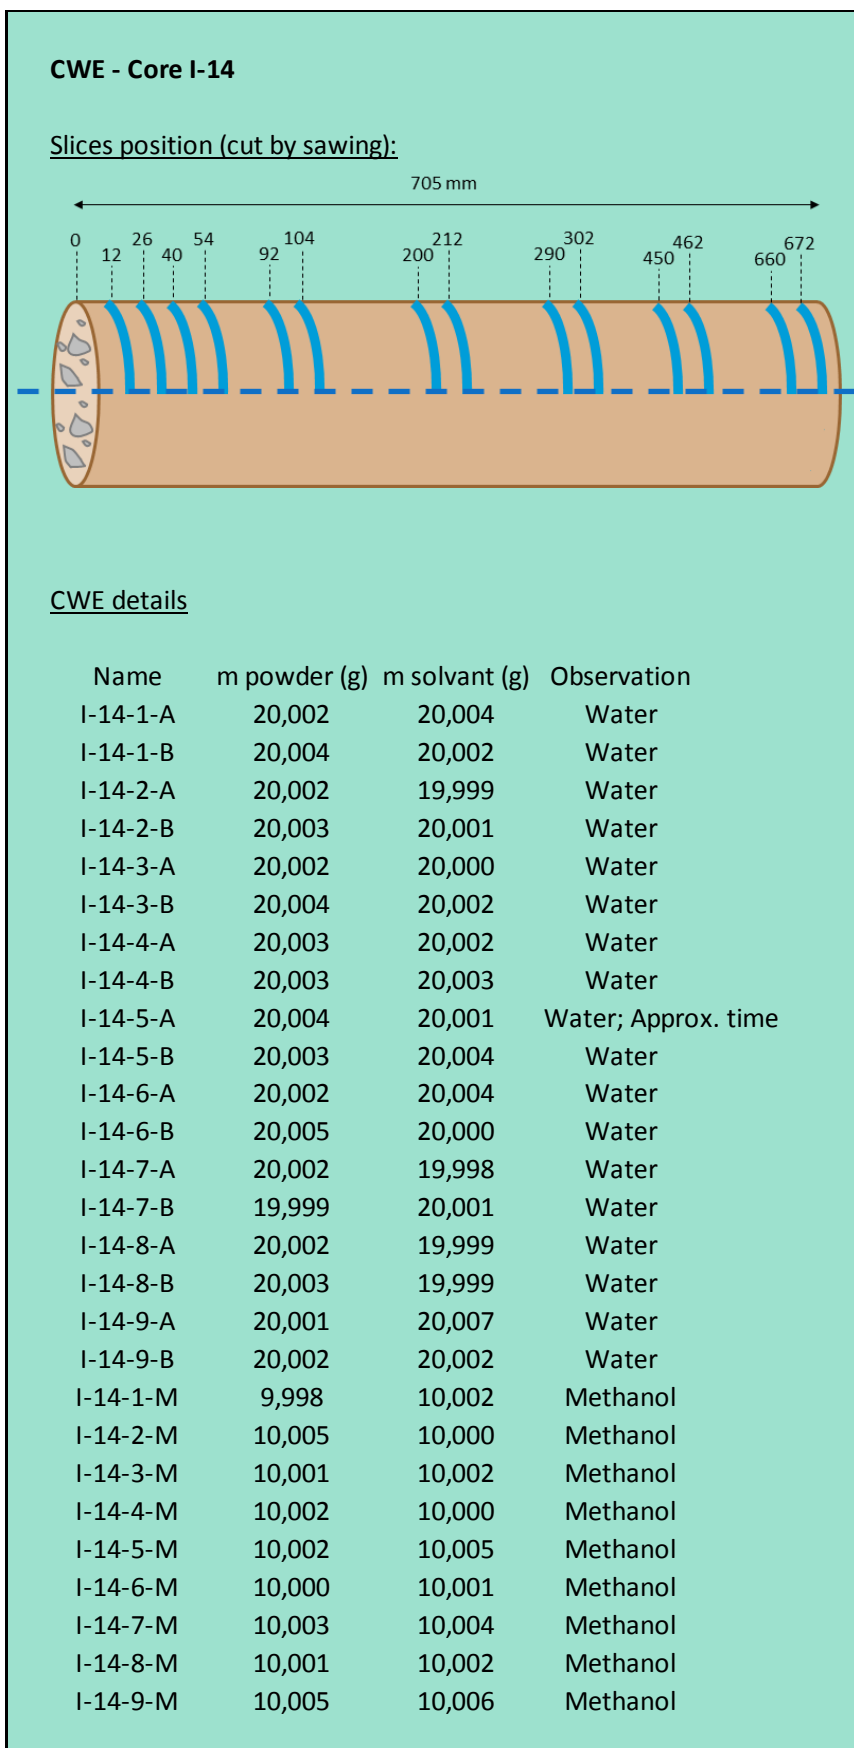 CWE - Core I-14
Slices position (cut by sawing):
705 mm
0 26 54 104 212 302 462 672
12 40 92 200 290 450 660
CWE details
Name m powder (g) m solvant (g) Observation
I-14-1-A 20,002 20,004 Water
I-14-1-B 20,004 20,002 Water
I-14-2-A 20,002 19,999 Water
I-14-2-B 20,003 20,001 Water
I-14-3-A 20,002 20,000 Water
I-14-3-B 20,004 20,002 Water
I-14-4-A 20,003 20,002 Water
I-14-4-B 20,003 20,003 Water
I-14-5-A 20,004 20,001 Water; Approx. time
I-14-5-B 20,003 20,004 Water
I-14-6-A 20,002 20,004 Water
I-14-6-B 20,005 20,000 Water
I-14-7-A 20,002 19,998 Water
I-14-7-B 19,999 20,001 Water
I-14-8-A 20,002 19,999 Water
I-14-8-B 20,003 19,999 Water
I-14-9-A 20,001 20,007 Water
I-14-9-B 20,002 20,002 Water
I-14-1-M 9,998 10,002 Methanol
I-14-2-M 10,005 10,000 Methanol
I-14-3-M 10,001 10,002 Methanol
I-14-4-M 10,002 10,000 Methanol
I-14-5-M 10,002 10,005 Methanol
I-14-6-M 10,000 10,001 Methanol
I-14-7-M 10,003 10,004 Methanol
I-14-8-M 10,001 10,002 Methanol
I-14-9-M 10,005 10,006 Methanol